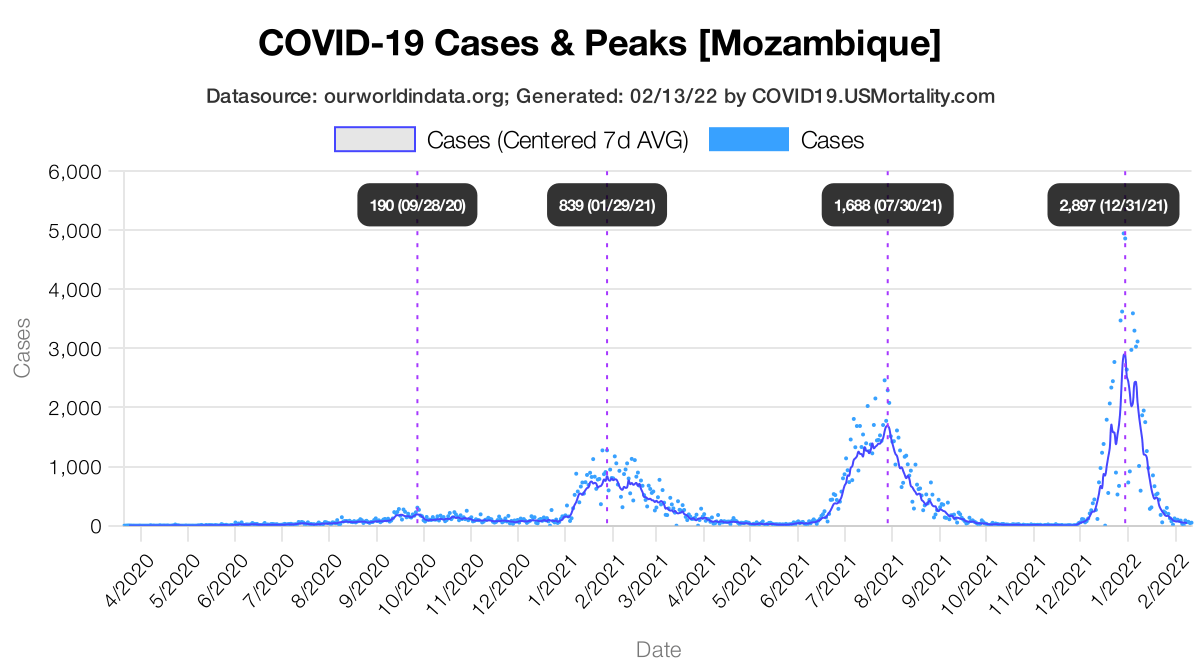 COVID-19 Cases & Peaks [Mozambique]
Datasource: ourworldindata.org; Generated: 02/13/22 by COVID19.USMortality.com
Cases (Centered 7d AVG) Cases
6,000
190 (09/28/20) 839 (01/29/21) 1,688 (07/30/21) 2,897 (12/31/21)
5,000
4,000
3,000
2,000
1,000
0
Cases
4/2020 5/2020 6/2020 7/2020 8/2020 9/2020 10/2020 11/2020 12/2020 1/2021 2/2021 3/2021 4/2021 5/2021 6/2021 7/2021 8/2021 9/2021 10/2021 11/2021 12/2021 1/2022 2/2022
Date